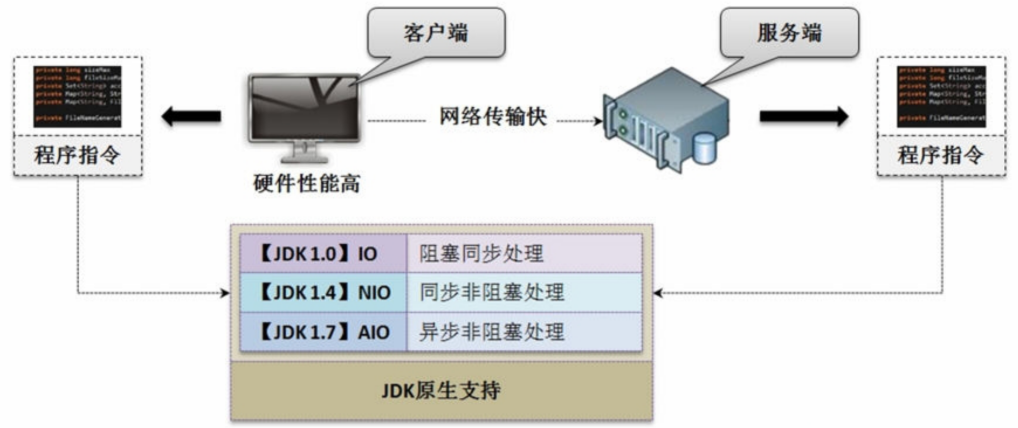 客户端
服务端
private long sizeMax
private long fileSizeMa
private Set<String> acc
private Map<String, Str
private Map<String, Fil
private FileNameGenerat
程序指令
网络传输快
硬件性能高
private long sizeMax
private long fileSizeMa
private Set<String> acc
private Map<String, Str
private Map<String, Fil
private FileNameGenerat
程序指令
【JDK 1.0】IO 阻塞同步处理
【JDK 1.4】NIO 同步非阻塞处理
【JDK 1.7】AIO 异步非阻塞处理
JDK原生支持